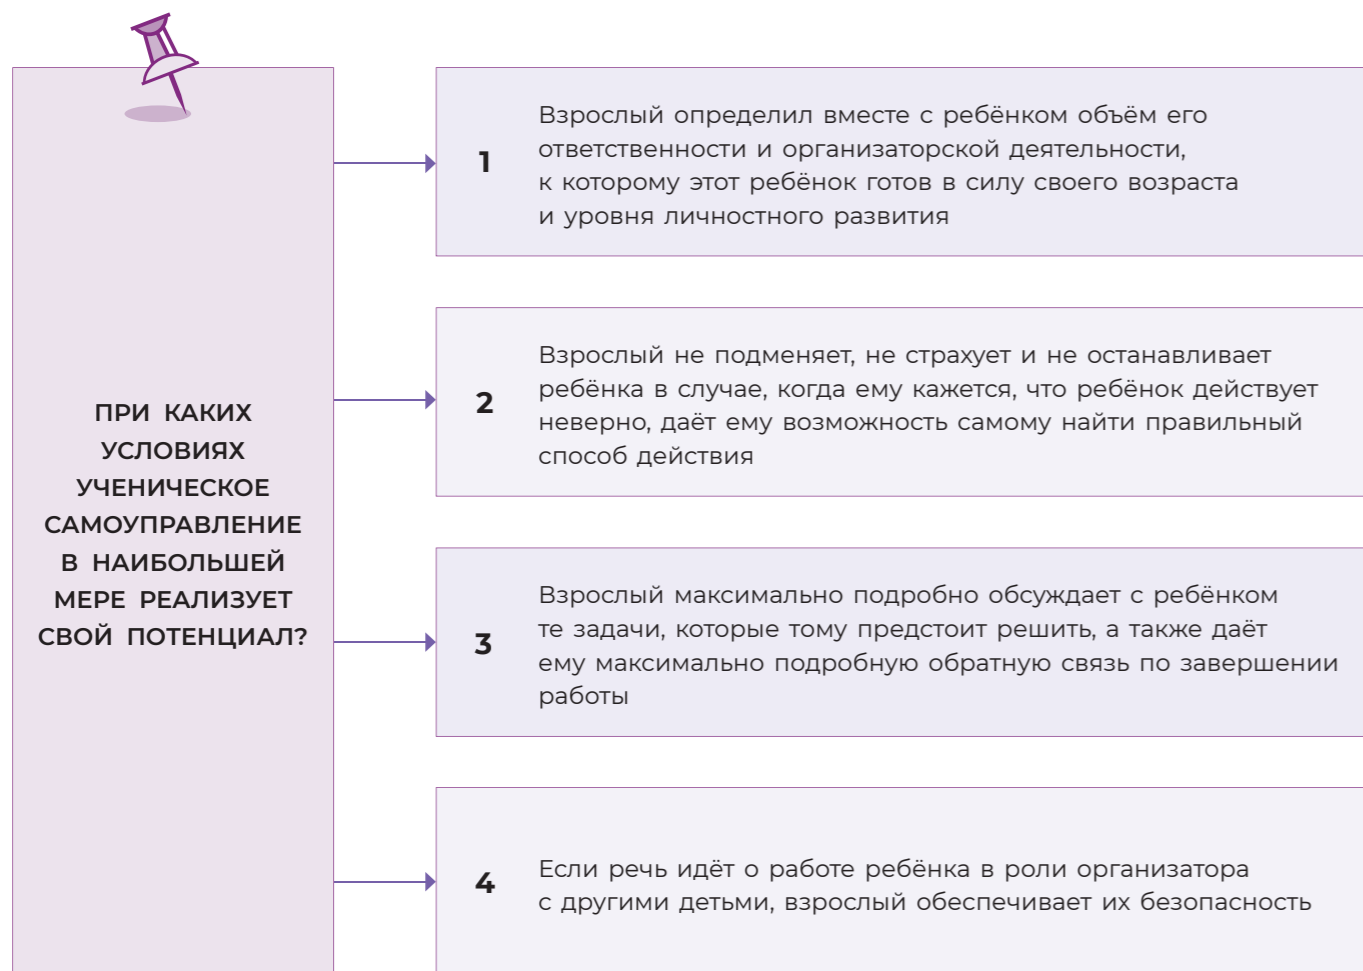 ПРИ КАКИХ
УСЛОВИЯХ
УЧЕНИЧЕСКОЕ
САМОУПРАВЛЕНИЕ
В НАИБОЛЬШЕЙ
МЕРЕ РЕАЛИЗУЕТ
СВОЙ ПОТЕНЦИАЛ?
1
Взрослый определил вместе с ребёнком объём его
ответственности и организаторской деятельности,
к которому этот ребёнок готов в силу своего возраста
и уровня личностного развития
2
Взрослый не подменяет, не страхует и не останавливает
ребёнка в случае, когда ему кажется, что ребёнок действует
неверно, даёт ему возможность самому найти правильный
способ действия
3
Взрослый максимально подробно обсуждает с ребёнком
те задачи, которые тому предстоит решить, а также даёт
ему максимально подробную обратную связь по завершении
работы
4
Если речь идёт о работе ребёнка в роли организатора
с другими детьми, взрослый обеспечивает их безопасность